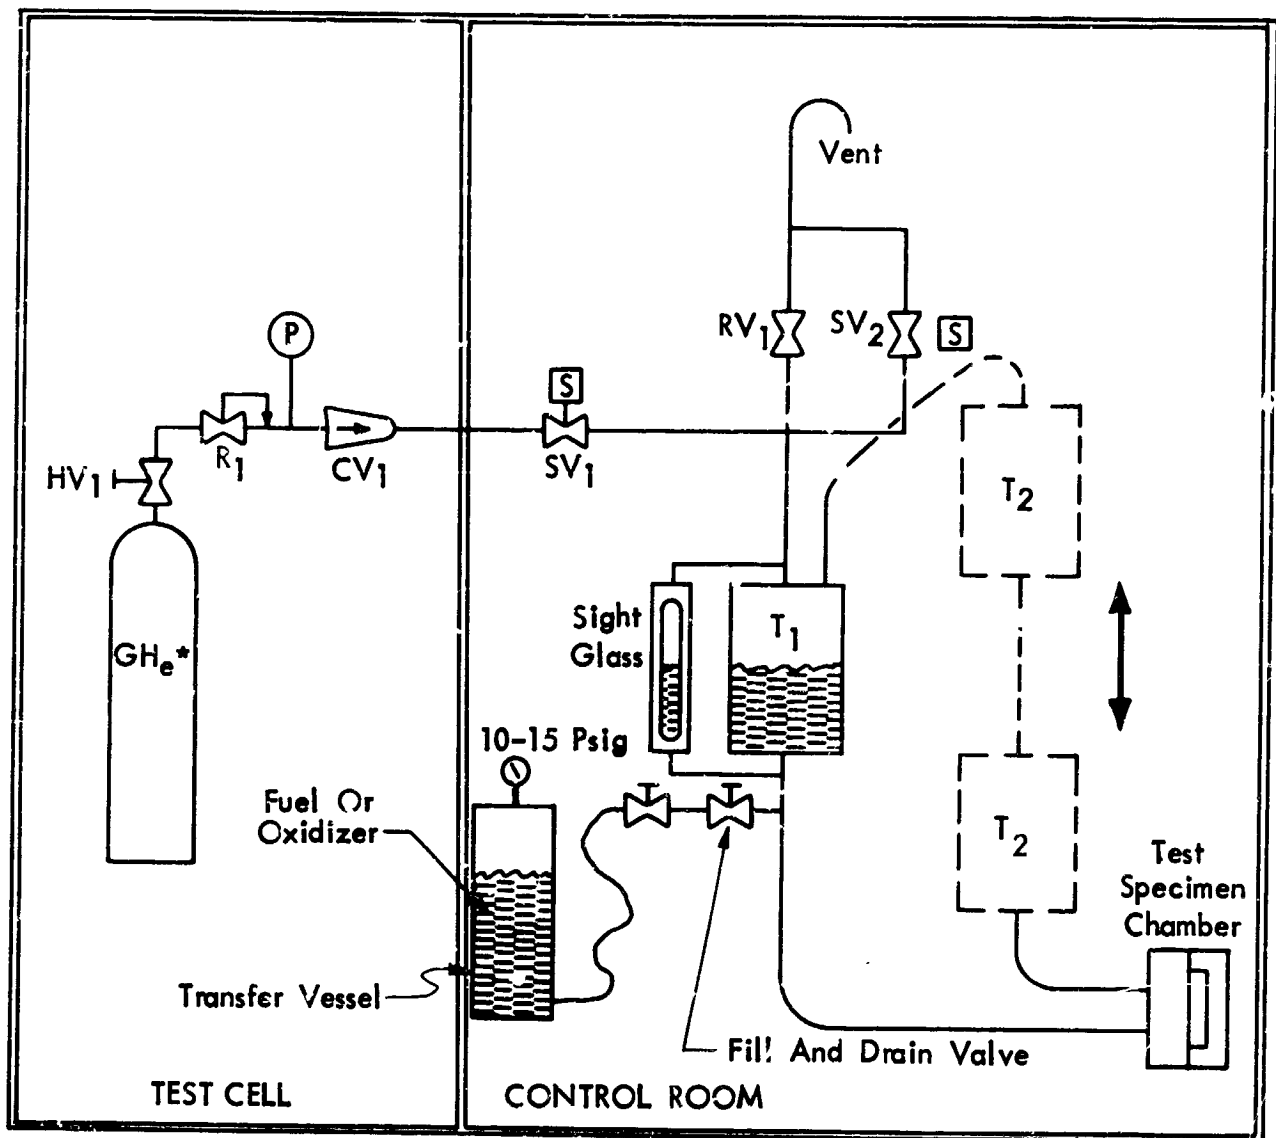 Vent
RV1
SV2
S
P
S
HV1
R1
CV1
SV1
T2
GHe*
Sight
Glass
T1
10-15 Psig
Fuel Or
Oxidizer
T2
Test
Specimen
Chamber
Transfer Vessel
Fill And Drain Valve
TEST CELL
CONTROL ROOM